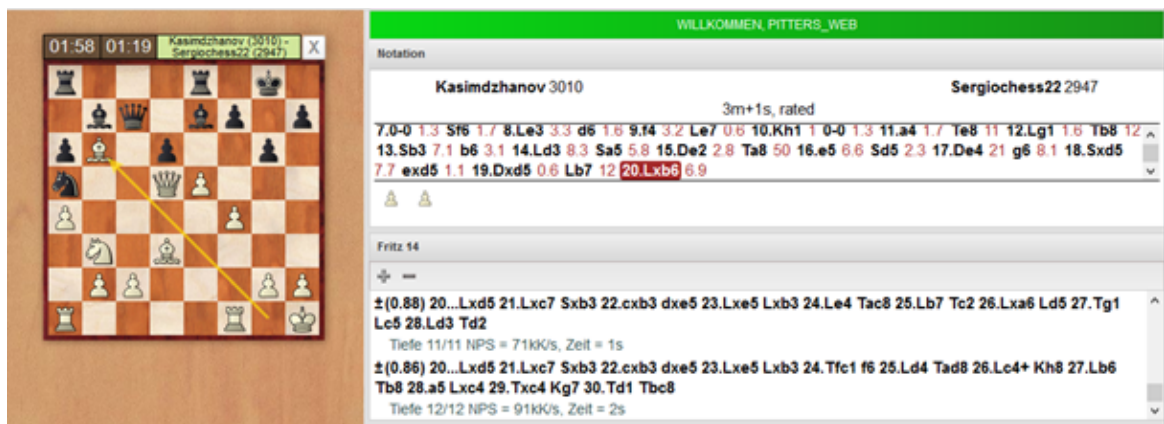 WILLKOMMEN, PITTERS_WEB
01:58 01:19 Kasimdzhanov (3010) -
Sergiochess22 (2947) X
Notation
Kasimdzhanov 3010 Sergiochess22 2947
3m+1s, rated
7.0-0 1.3 Sf6 1.7 8.Le3 3.3 d6 1.6 9.f4 3.2 Le7 0.6 10.Kh1 1 0-0 1.3 11.a4 1.7 Te8 11 12.Lg1 1.6 Tb8 12
13.Sb3 7.1 b6 3.1 14.Ld3 8.3 Sa5 5.8 15.De2 2.8 Ta8 50 16.e5 6.6 Sd5 2.3 17.De4 21 g6 8.1 18.Sxd5
7.7 exd5 1.1 19.Dxd5 0.6 Lb7 12 20.Lxb6 6.9
Fritz 14
±(0.88) 20...Lxd5 21.Lxc7 Sxb3 22.cxb3 dxe5 23.Lxe5 Lxb3 24.Le4 Tac8 25.Lb7 Tc2 26.Lxa6 Ld5 27.Tg1
Lc5 28.Ld3 Td2
Tiefe 11/11 NPS = 71kK/s, Zeit = 1s
±(0.86) 20...Lxd5 21.Lxc7 Sxb3 22.cxb3 dxe5 23.Lxe5 Lxb3 24.Tfc1 f6 25.Ld4 Tad8 26.Lc4+ Kh8 27.Lb6
Tb8 28.a5 Lxc4 29.Txc4 Kg7 30.Td1 Tbc8
Tiefe 12/12 NPS = 91kK/s, Zeit = 2s